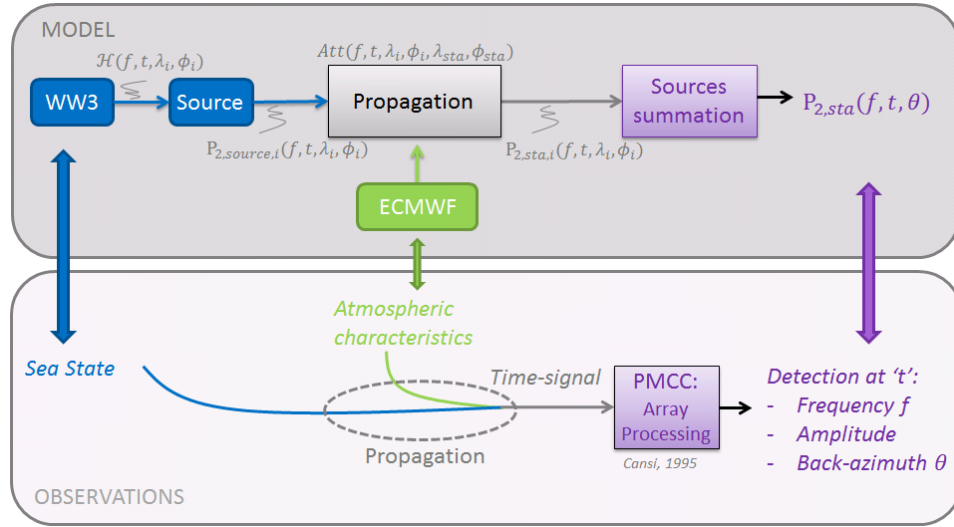 MODEL
ℋ(f, t, λᵢ, ϕᵢ)
Att(f, t, λᵢ, ϕᵢ, λₛₜₐ, ϕₛₜₐ)
WW3
Source
Propagation
Sources
summation
P₂,ₛₜₐ(f, t, θ)
P₂,ₛₒᵤᵣcₑ,ᵢ(f, t, λᵢ, ϕᵢ)
P₂,ₛₜₐ,ᵢ(f, t, λᵢ, ϕᵢ)
ECMWF
Atmospheric
characteristics
Sea State
Time-signal
PMCC:
Array
Processing
Cansi, 1995
Detection at ‘t’:
- Frequency f
- Amplitude
- Back-azimuth θ
Propagation
OBSERVATIONS